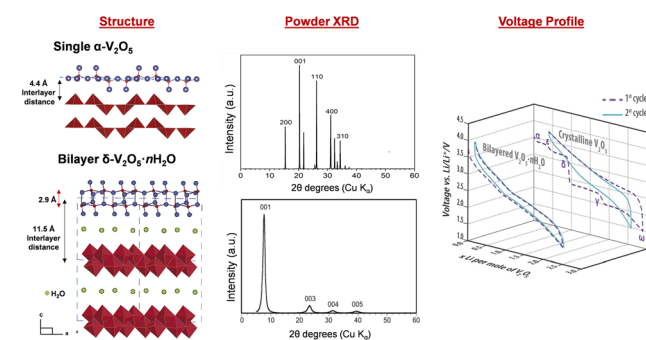 Structure
Powder XRD
Voltage Profile
Single α-V₂O₅
4.4 Å
Interlayer
distance
Bilayer δ-V₂O₅·nH₂O
2.9 Å
11.5 Å
Interlayer
distance
H₂O
c
a
Intensity (a.u.)
001
110
200
400
310
0 10 20 30 40 50 60
2θ degrees (Cu Kα)
Intensity (a.u.)
001
003
004
005
0 10 20 30 40 50 60
2θ degrees (Cu Kα)
1st cycle
2nd cycle
Crystalline V₂O₅
Bilayered V₂O₅·nH₂O
α
δ
γ
ω
Voltage vs. Li/Li⁺/V
4.5
4.0
3.5
3.0
2.5
2.0
1.5
1.0
x Li per mole of V₂O₅